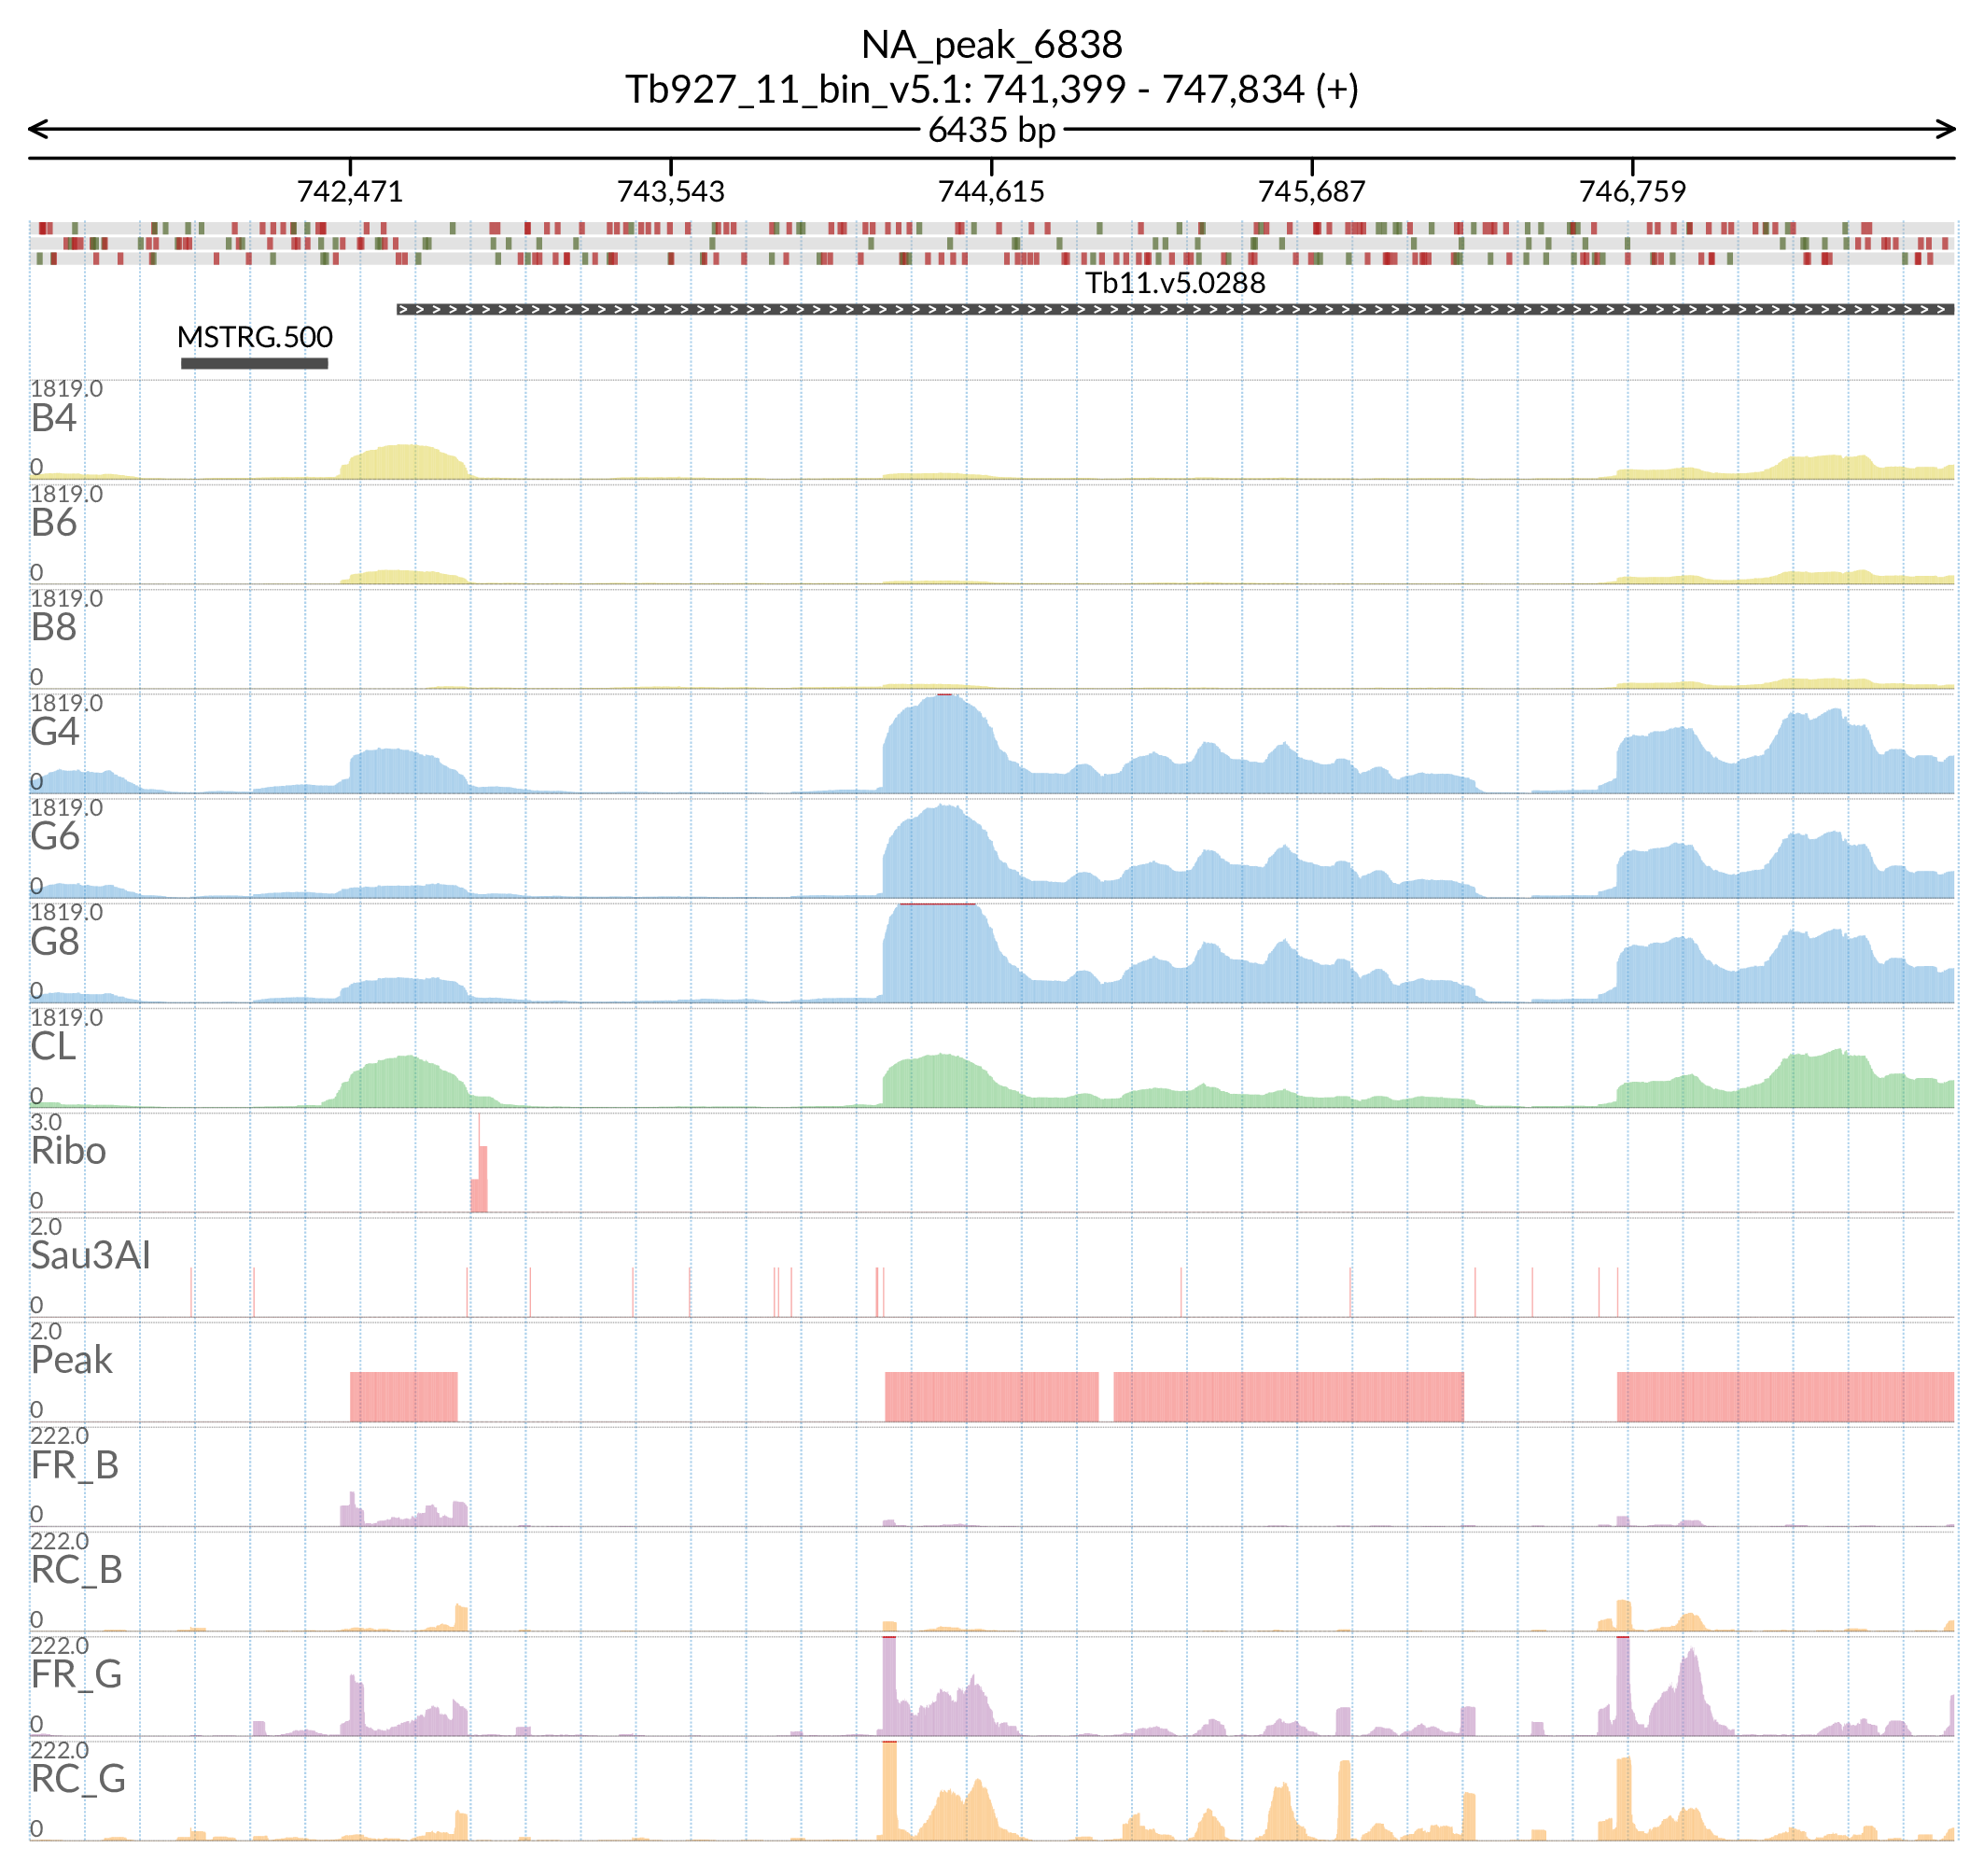 NA_peak_6838
Tb927_11_bin_v5.1: 741,399 - 747,834 (+)
6435 bp
742,471 743,543 744,615 745,687 746,759
Tb11.v5.0288
MSTRG.500
1819.0
B4
0
1819.0
B6
0
1819.0
B8
0
1819.0
G4
0
1819.0
G6
0
1819.0
G8
0
1819.0
CL
0
3.0
Ribo
0
2.0
Sau3AI
0
2.0
Peak
0
222.0
FR_B
0
222.0
RC_B
0
222.0
FR_G
0
222.0
RC_G
0